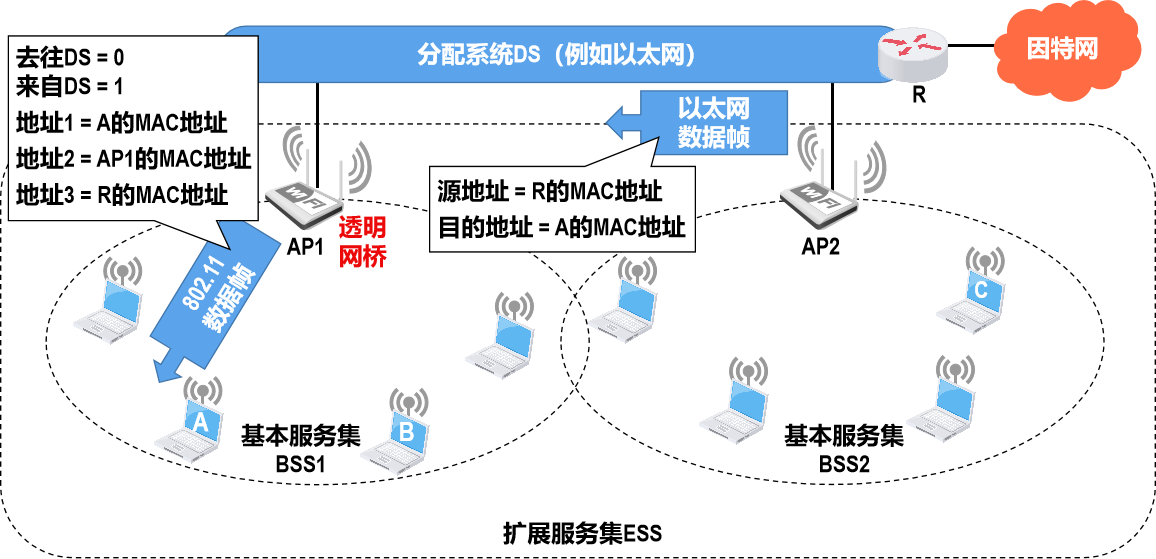 分配系统DS（例如以太网）
因特网
R
去往DS = 0
来自DS = 1
地址1 = A的MAC地址
地址2 = AP1的MAC地址
地址3 = R的MAC地址
以太网
数据帧
源地址 = R的MAC地址
目的地址 = A的MAC地址
WiFi
AP1
透明
网桥
WiFi
AP2
802.11
数据帧
C
A
B
基本服务集
BSS1
基本服务集
BSS2
扩展服务集ESS